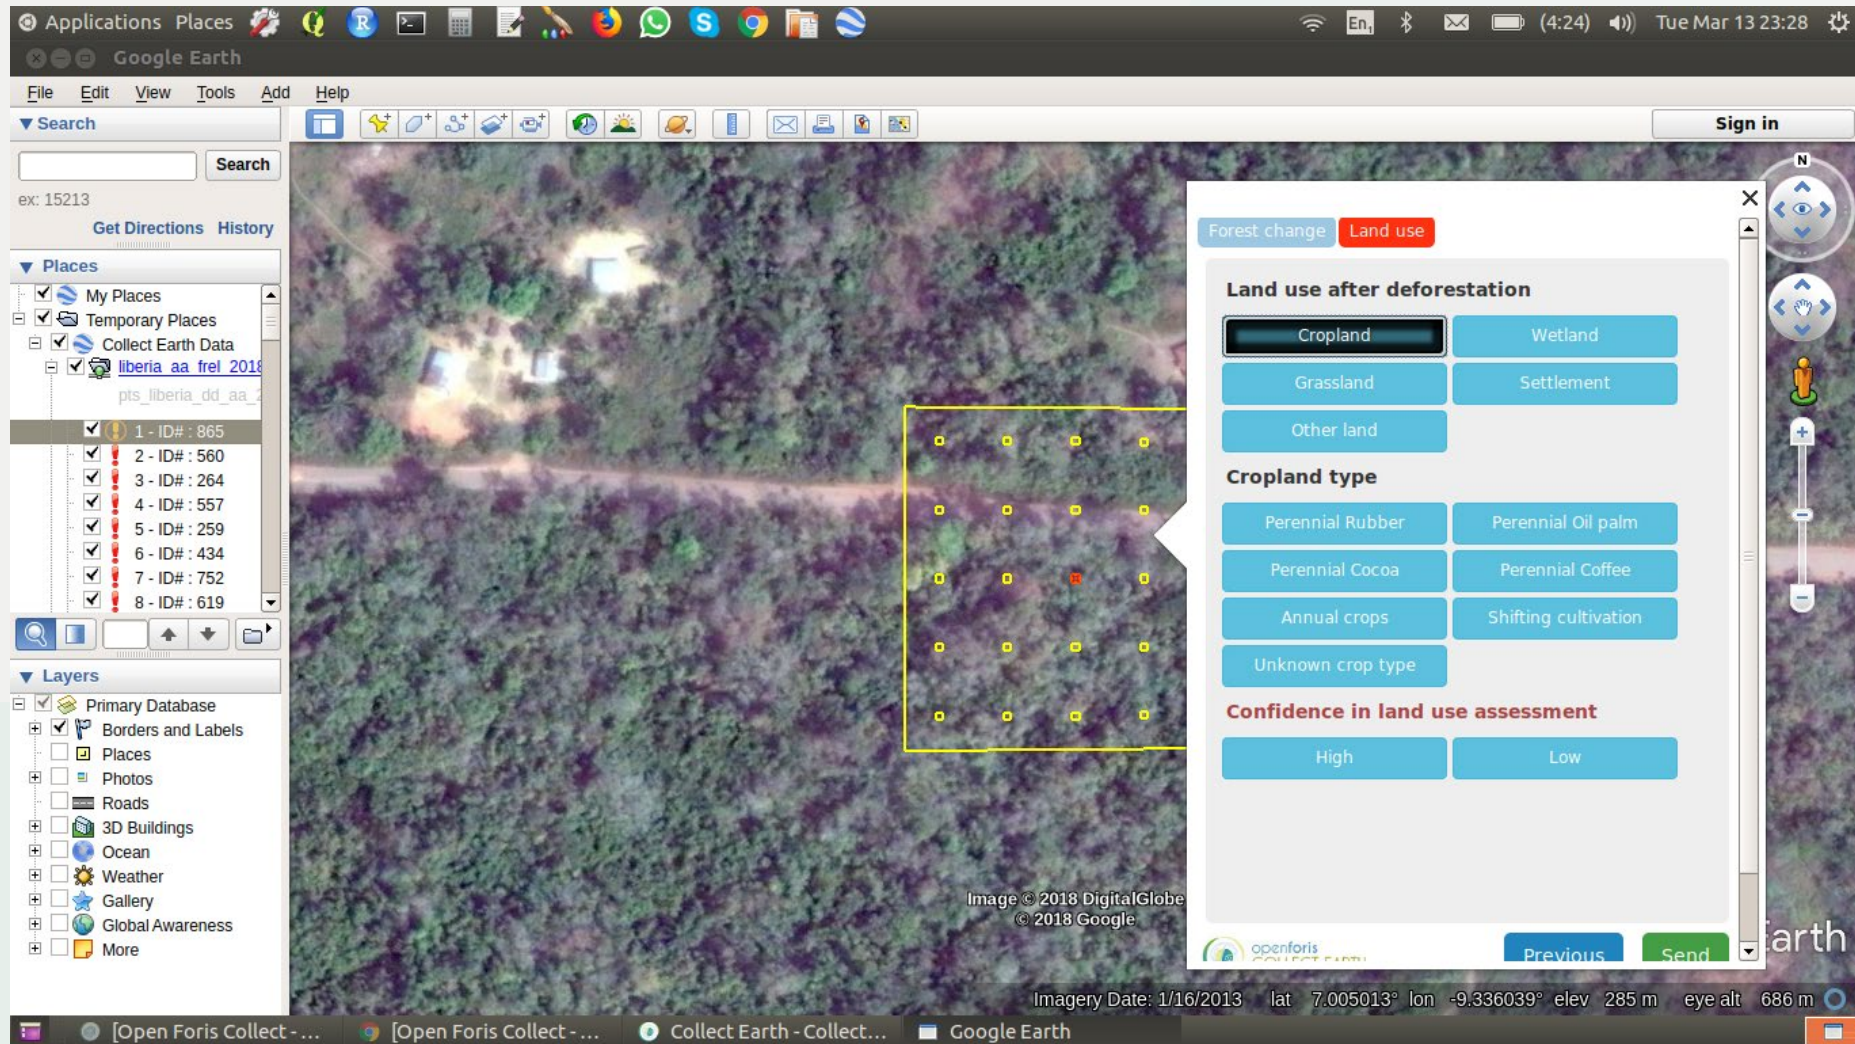 Applications Places
En1 (4:24) Tue Mar 13 23:28
Google Earth
File Edit View Tools Add Help
Search
Sign in
Search
ex: 15213
Get Directions History
Places
My Places
Temporary Places
Collect Earth Data
liberia_aa_frel_2018
pts_liberia_dd_aa_2
1 - ID# : 865
2 - ID# : 560
3 - ID# : 264
4 - ID# : 557
5 - ID# : 259
6 - ID# : 434
7 - ID# : 752
8 - ID# : 619
Layers
Primary Database
Borders and Labels
Places
Photos
Roads
3D Buildings
Ocean
Weather
Gallery
Global Awareness
More
N
Forest change Land use
Land use after deforestation
Cropland Wetland
Grassland Settlement
Other land
Cropland type
Perennial Rubber Perennial Oil palm
Perennial Cocoa Perennial Coffee
Annual crops Shifting cultivation
Unknown crop type
Confidence in land use assessment
High Low
openforis
COLLECT EARTH
Previous Send
Image © 2018 DigitalGlobe
© 2018 Google
Earth
Imagery Date: 1/16/2013 lat 7.005013° lon -9.336039° elev 285 m eye alt 686 m
[Open Foris Collect - ... [Open Foris Collect - ... Collect Earth - Collect... Google Earth